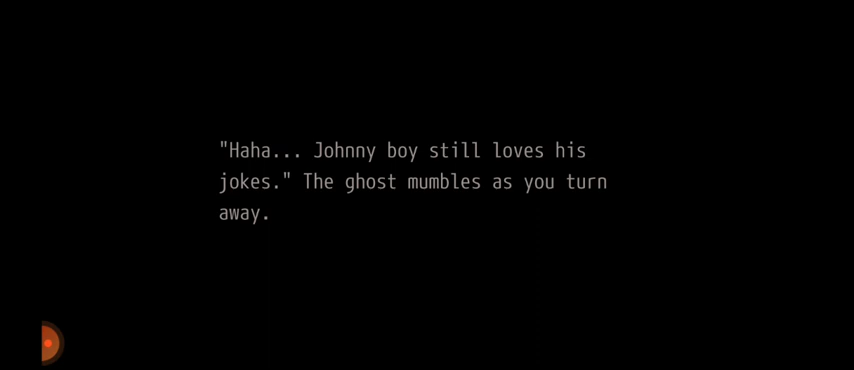 "Haha... Johnny boy still loves his
jokes." The ghost mumbles as you turn
away.